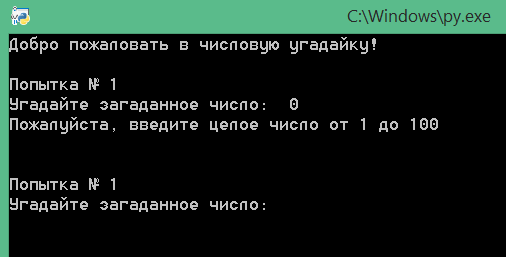 C:\Windows\py.exe
Добро пожаловать в числовую угадайку!
Попытка № 1
Угадайте загаданное число:  0
Пожалуйста, введите целое число от 1 до 100
Попытка № 1
Угадайте загаданное число: